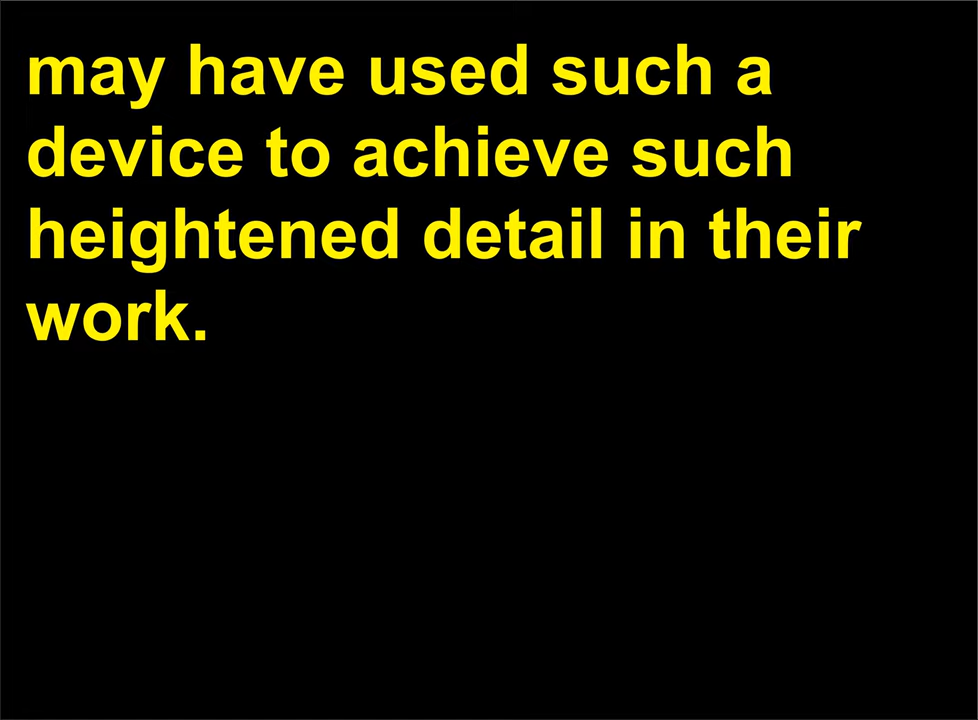 may have used such a
device to achieve such
heightened detail in their
work.